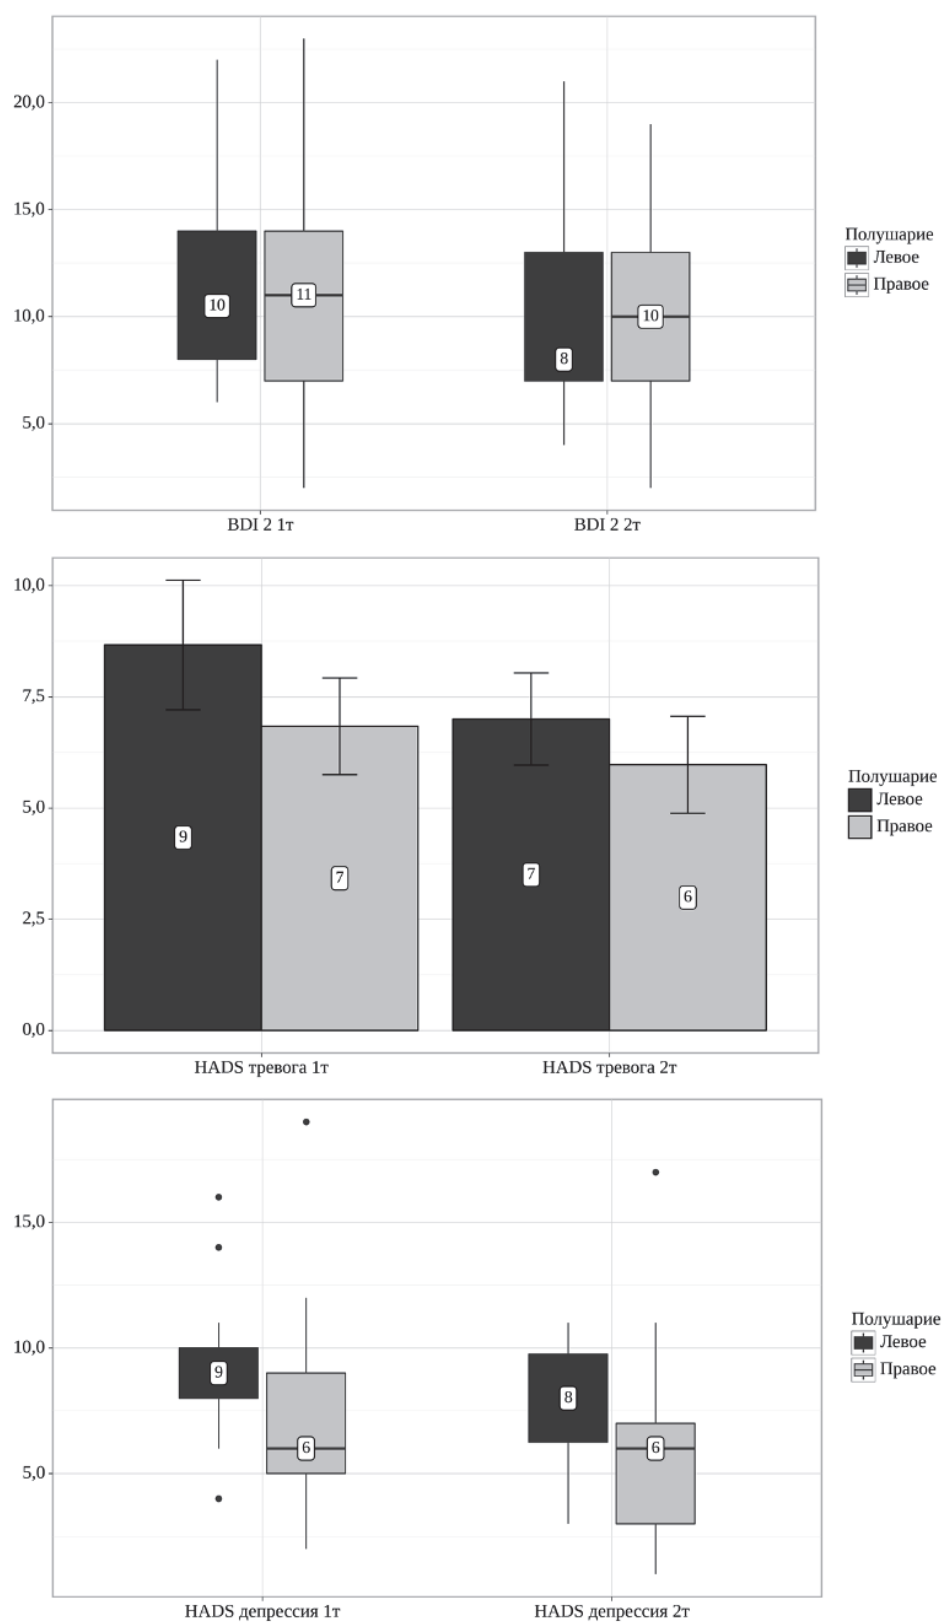 20,0
15,0
10,0
5,0
10
11
8
10
BDI 2 1т
BDI 2 2т
Полушарие
Левое
Правое
10,0
7,5
5,0
2,5
0,0
9
7
7
6
HADS тревога 1т
HADS тревога 2т
Полушарие
Левое
Правое
15,0
10,0
5,0
9
6
8
6
HADS депрессия 1т
HADS депрессия 2т
Полушарие
Левое
Правое